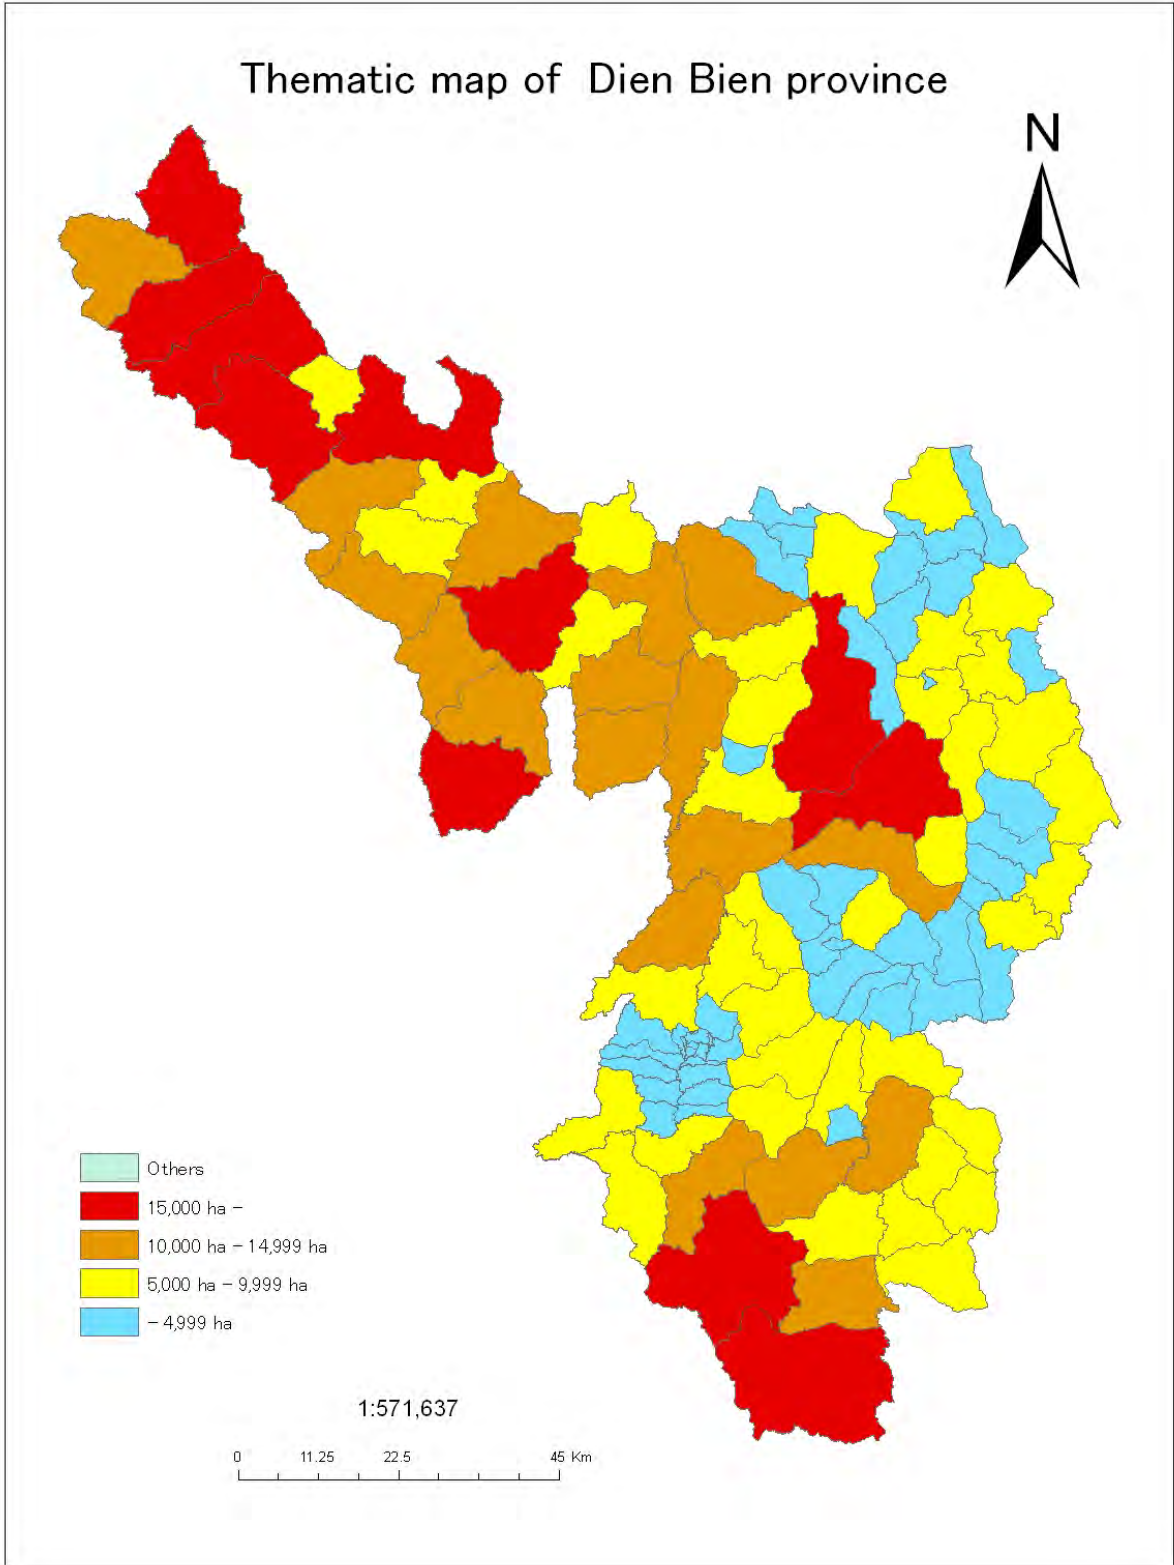 Thematic map of Dien Bien province
N
Others
15,000 ha –
10,000 ha – 14,999 ha
5,000 ha – 9,999 ha
– 4,999 ha
1:571,637
0 11.25 22.5 45 Km